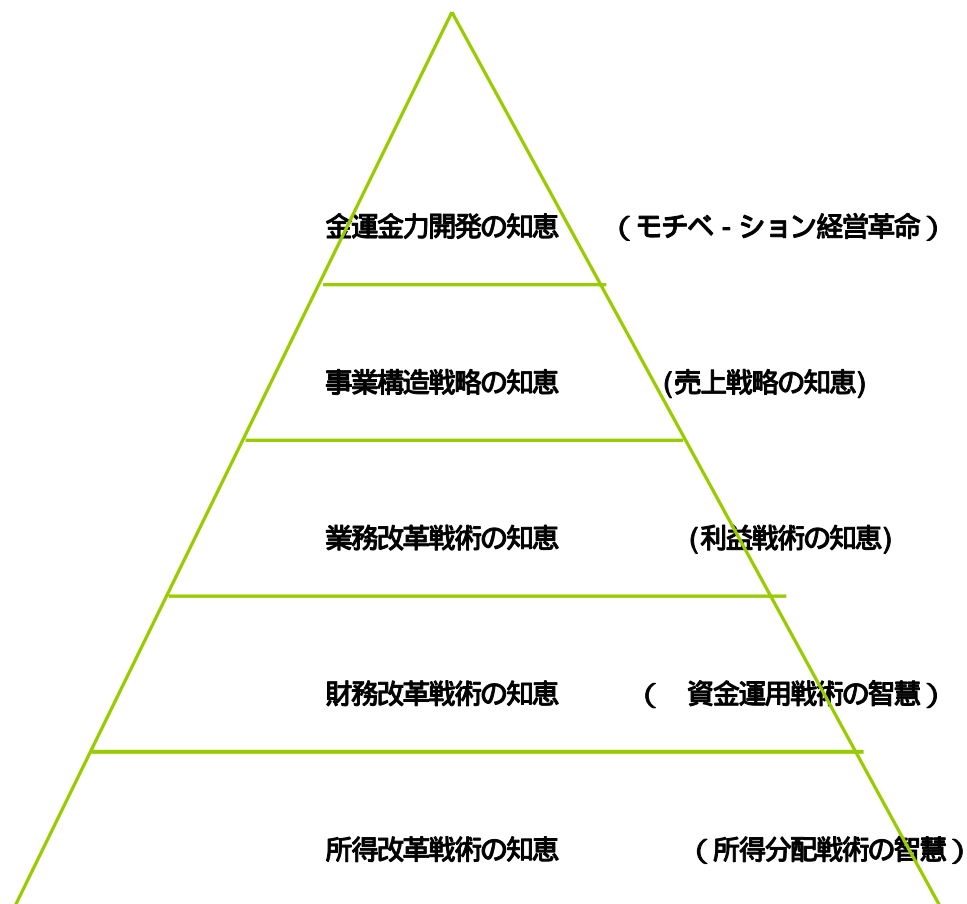 金運金力開発の知恵 （モチベ - ション経営革命）
事業構造戦略の知恵 (売上戦略の知恵)
業務改革戦術の知恵 (利益戦術の知恵)
財務改革戦術の知恵 （ 資金運用戦術の智慧）
所得改革戦術の知恵 （所得分配戦術の智慧）